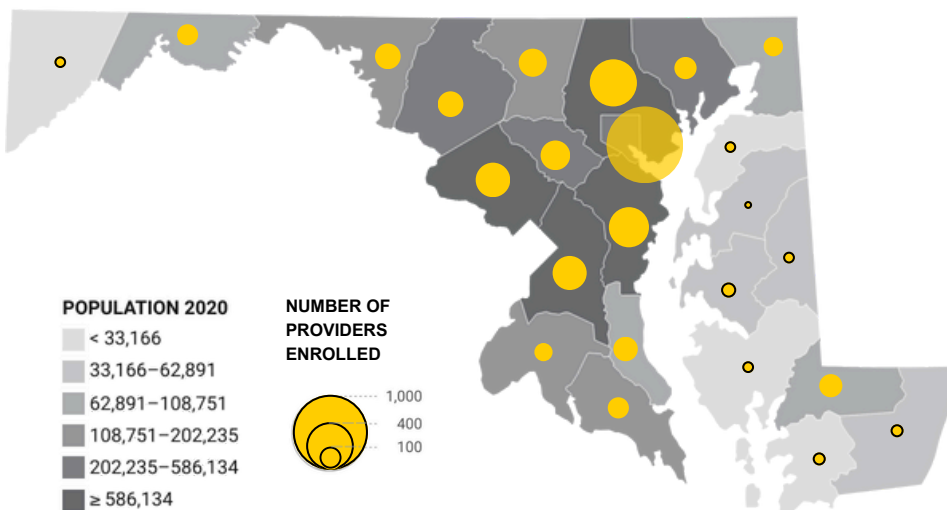 POPULATION 2020
< 33,166
33,166–62,891
62,891–108,751
108,751–202,235
202,235–586,134
≥ 586,134
NUMBER OF
PROVIDERS
ENROLLED
1,000
400
100